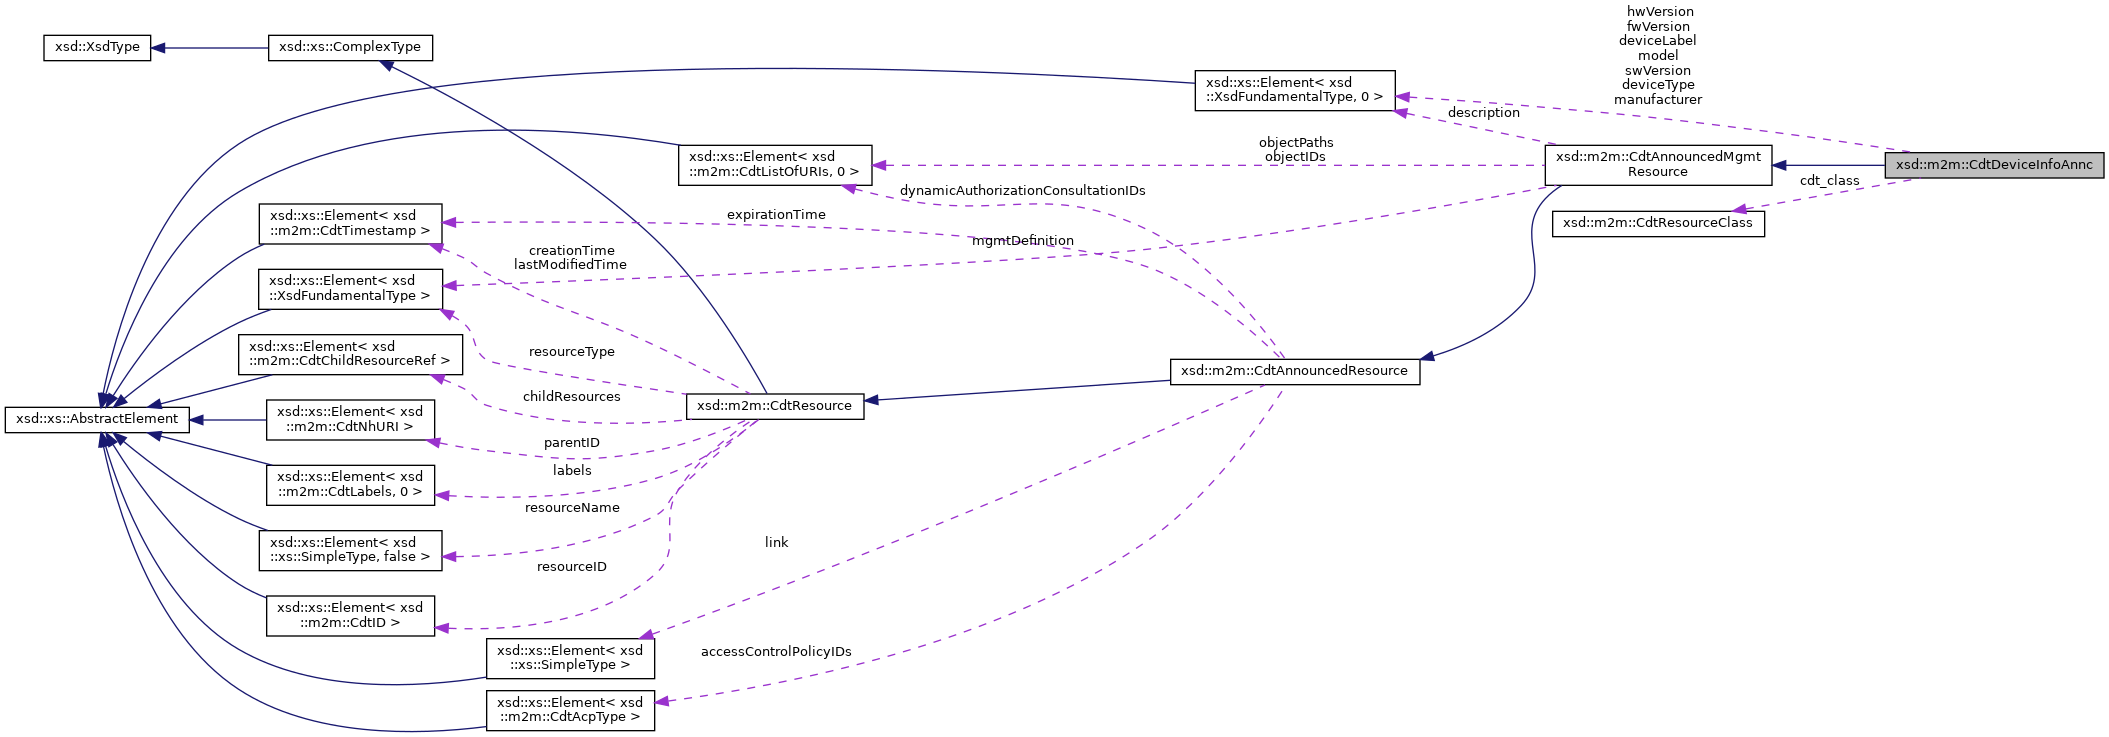 hwVersion
fwVersion
deviceLabel
model
swVersion
deviceType
manufacturer
xsd::XsdType
xsd::xs::ComplexType
xsd::xs::Element< xsd
::XsdFundamentalType, 0 >
description
objectPaths
objectIDs
xsd::xs::Element< xsd
::m2m::CdtListOfURIs, 0 >
xsd::m2m::CdtAnnouncedMgmt
Resource
xsd::m2m::CdtDeviceInfoAnnc
cdt_class
dynamicAuthorizationConsultationIDs
xsd::xs::Element< xsd
::m2m::CdtTimestamp >
expirationTime
xsd::m2m::CdtResourceClass
mgmtDefinition
creationTime
lastModifiedTime
xsd::xs::Element< xsd
::XsdFundamentalType >
xsd::xs::Element< xsd
::m2m::CdtChildResourceRef >
resourceType
xsd::m2m::CdtAnnouncedResource
childResources
xsd::m2m::CdtResource
xsd::xs::AbstractElement
xsd::xs::Element< xsd
::m2m::CdtNhURI >
parentID
labels
xsd::xs::Element< xsd
::m2m::CdtLabels, 0 >
resourceName
xsd::xs::Element< xsd
::xs::SimpleType, false >
link
resourceID
xsd::xs::Element< xsd
::m2m::CdtID >
xsd::xs::Element< xsd
::xs::SimpleType >
accessControlPolicyIDs
xsd::xs::Element< xsd
::m2m::CdtAcpType >